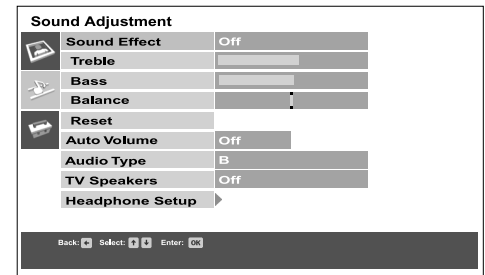 Sound Adjustment
Sound Effect Off
Treble
Bass
Balance
Reset
Auto Volume Off
Audio Type B
TV Speakers Off
Headphone Setup
Back: Select: Enter: OK